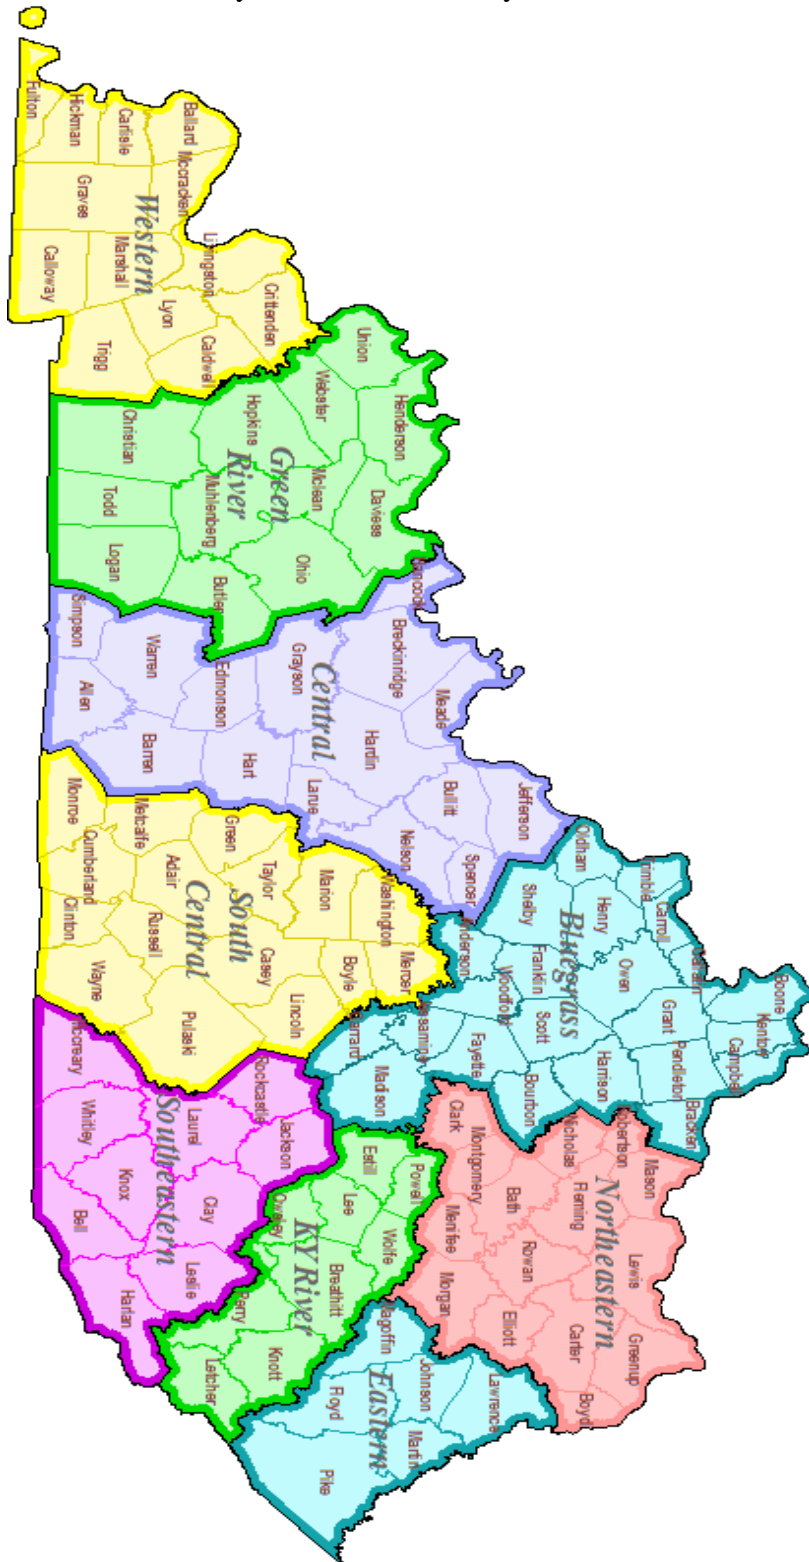 Fulton
Hickman
Carlisle
Ballard
Mccracken
Graves
Western
Marshall
Calloway
Livingston
Lyon
Crittenden
Caldwell
Trigg
Union
Webster
Henderson
Hopkins
Christian
Green
River
Mclean
Daviess
Muhlenberg
Todd
Ohio
Logan
Butler
Hancock
Breckinridge
Meade
Simpson
Warren
Edmonson
Grayson
Central
Hardin
Allen
Barren
Hart
Larue
Bullitt
Jefferson
Nelson
Spencer
Monroe
Metcalfe
Green
Cumberland
Adair
Taylor
Marion
Washington
South
Central
Clinton
Russell
Casey
Boyle
Mercer
Wayne
Pulaski
Lincoln
Oldham
Trimble
Carroll
Henry
Shelby
Bluegrass
Anderson
Franklin
Owen
Woodford
Scott
Grant
Boone
Kenton
Campbell
Pendleton
Bracken
Harrison
Fayette
Bourbon
Madison
Mccreary
Rockcastle
Whitley
Laurel
Jackson
Southeastern
Knox
Clay
Bell
Leslie
Harlan
Estill
Powell
Lee
Wolfe
Owsley
KY River
Breathitt
Perry
Knott
Letcher
Clark
Montgomery
Nicholas
Robertson
Mason
Bath
Fleming
Northeastern
Lewis
Menifee
Rowan
Morgan
Elliott
Carter
Greenup
Boyd
Magoffin
Johnson
Lawrence
Eastern
Floyd
Martin
Pike